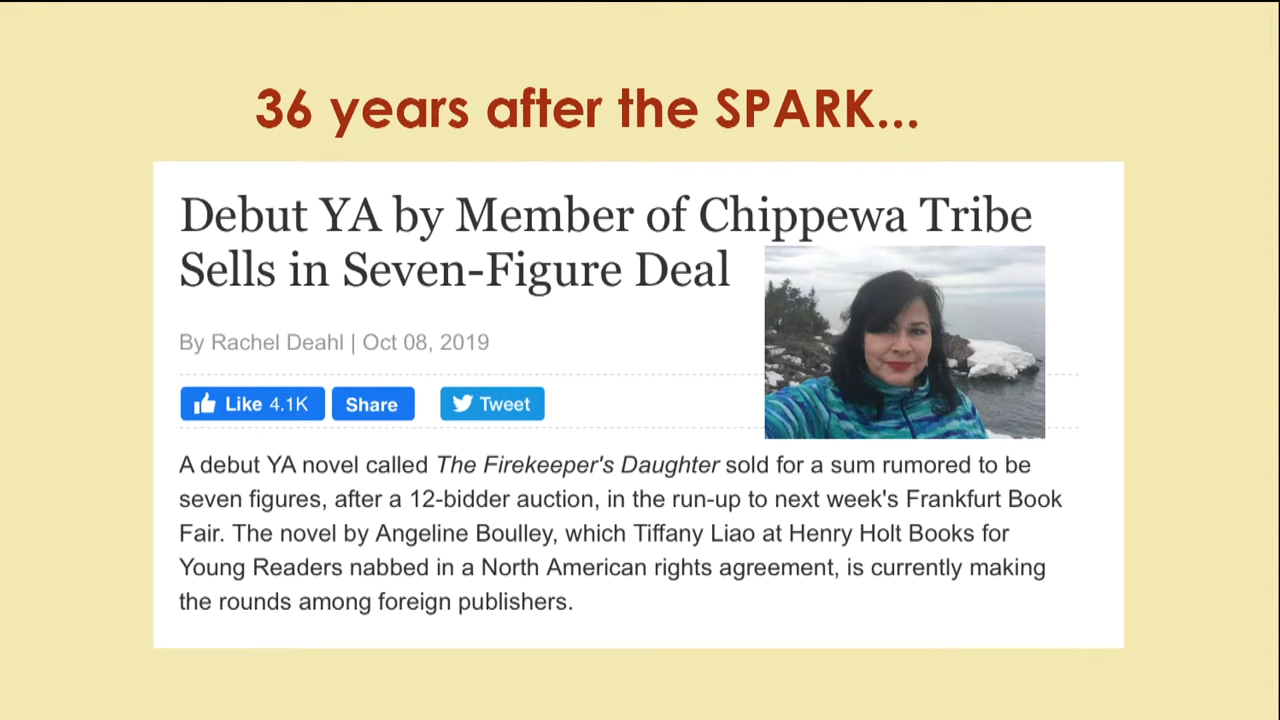 36 years after the SPARK...
Debut YA by Member of Chippewa Tribe
Sells in Seven-Figure Deal
By Rachel Deahl | Oct 08, 2019
Like 4.1K Share Tweet
A debut YA novel called The Firekeeper's Daughter sold for a sum rumored to be
seven figures, after a 12-bidder auction, in the run-up to next week's Frankfurt Book
Fair. The novel by Angeline Boulley, which Tiffany Liao at Henry Holt Books for
Young Readers nabbed in a North American rights agreement, is currently making
the rounds among foreign publishers.